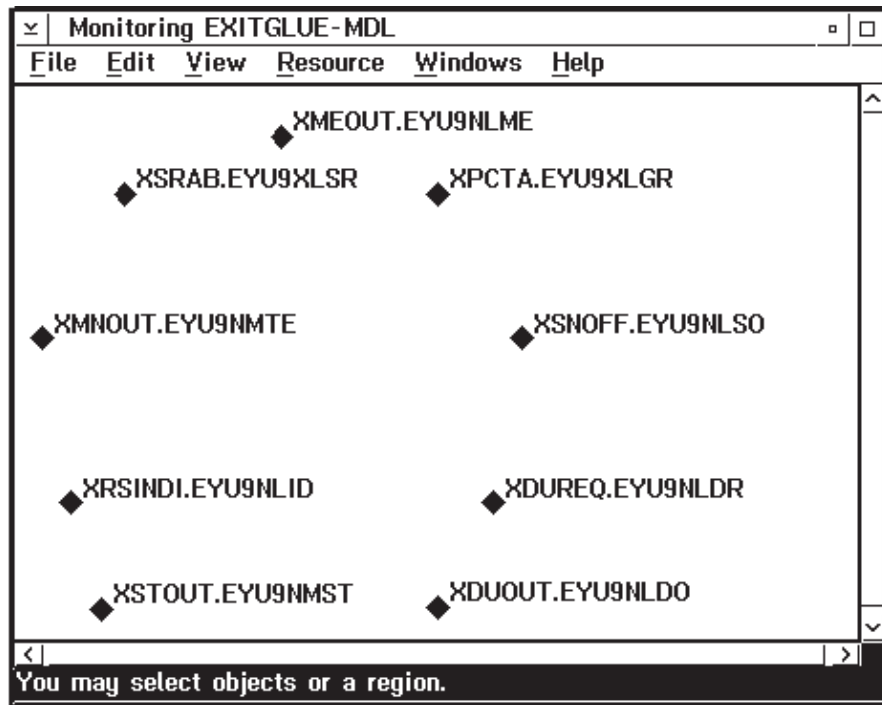 Monitoring EXITGLUE-MDL
File Edit View Resource Windows Help
XMEOUT.EYU9NLME
XSRAB.EYU9XLSR XPCTA.EYU9XLGR
XMNOUT.EYU9NMTE XSNOFF.EYU9NLSO
XRSINDI.EYU9NLID XDUREQ.EYU9NLDR
XSTOUT.EYU9NMST XDUOUT.EYU9NLDO
You may select objects or a region.